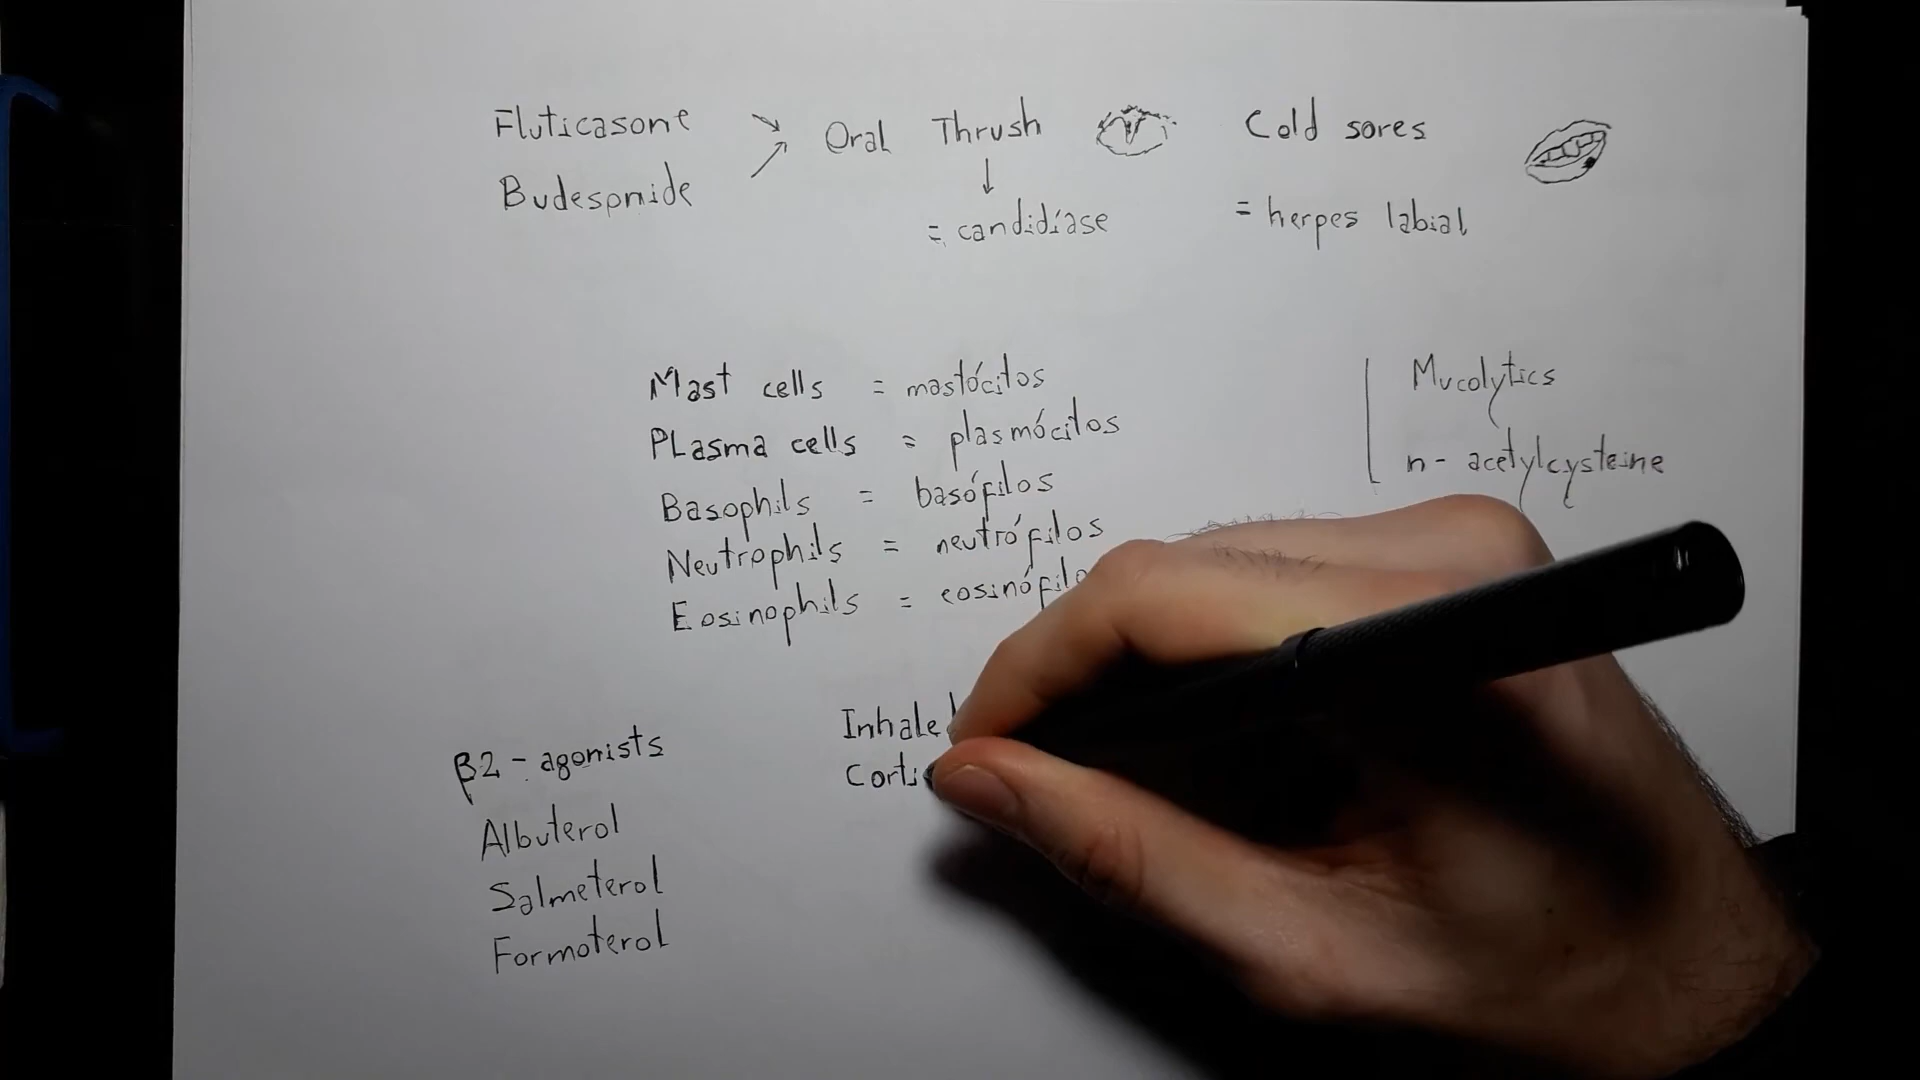 Fluticasone
Budesonide
Oral Thrush
= candidíase
Cold sores
= herpes labial
Mast cells = mastócitos
PLasma cells = plasmócitos
Basophils = basófilos
Neutrophils = neutrófilos
Eosinophils = eosinófilo
Mucolytics
n- acetylcysteine
β2 - agonists
Albuterol
Salmeterol
Formoterol
Inhaled
Corti